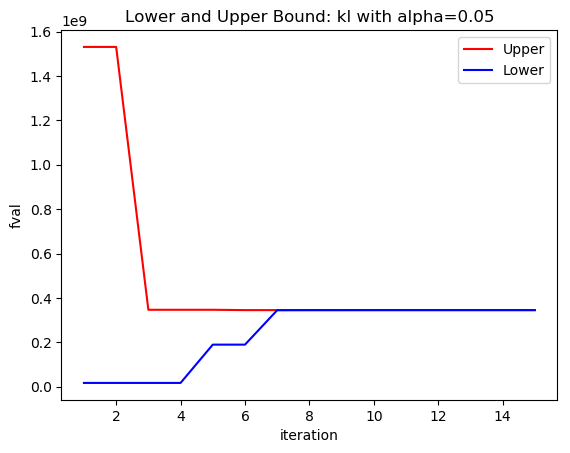 Lower and Upper Bound: kl with alpha=0.05
1e9
1.6
1.4
1.2
1.0
0.8
0.6
0.4
0.2
0.0
fval
Upper
Lower
2 4 6 8 10 12 14
iteration